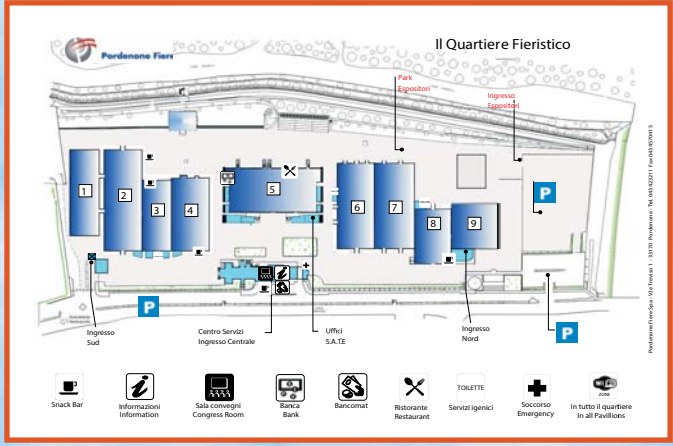 Il Quartiere Fieristico
Pordenone Fiere
Park
Espositori
Ingresso
Espositori
1
2
3
4
5
6
7
8
9
P
P
P
Ingresso
Sud
Centro Servizi
Ingresso Centrale
Uffici
S.A.T.E
Ingresso
Nord
Snack Bar
Informazioni
Information
Sala convegni
Congress Room
Banca
Bank
Bancomat
Ristorante
Restaurant
TOILETTE
Servizi igenici
Soccorso
Emergency
ZONE
In tutto il quartiere
In all Pavillions